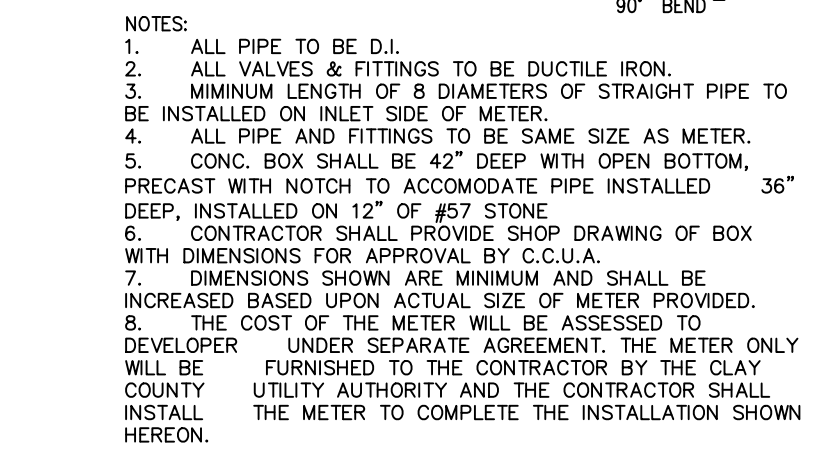 90° BEND
NOTES:
1. ALL PIPE TO BE D.I.
2. ALL VALVES & FITTINGS TO BE DUCTILE IRON.
3. MIMINUM LENGTH OF 8 DIAMETERS OF STRAIGHT PIPE TO
BE INSTALLED ON INLET SIDE OF METER.
4. ALL PIPE AND FITTINGS TO BE SAME SIZE AS METER.
5. CONC. BOX SHALL BE 42" DEEP WITH OPEN BOTTOM,
PRECAST WITH NOTCH TO ACCOMODATE PIPE INSTALLED 36"
DEEP, INSTALLED ON 12" OF #57 STONE
6. CONTRACTOR SHALL PROVIDE SHOP DRAWING OF BOX
WITH DIMENSIONS FOR APPROVAL BY C.C.U.A.
7. DIMENSIONS SHOWN ARE MINIMUM AND SHALL BE
INCREASED BASED UPON ACTUAL SIZE OF METER PROVIDED.
8. THE COST OF THE METER WILL BE ASSESSED TO
DEVELOPER UNDER SEPARATE AGREEMENT. THE METER ONLY
WILL BE FURNISHED TO THE CONTRACTOR BY THE CLAY
COUNTY UTILITY AUTHORITY AND THE CONTRACTOR SHALL
INSTALL THE METER TO COMPLETE THE INSTALLATION SHOWN
HEREON.